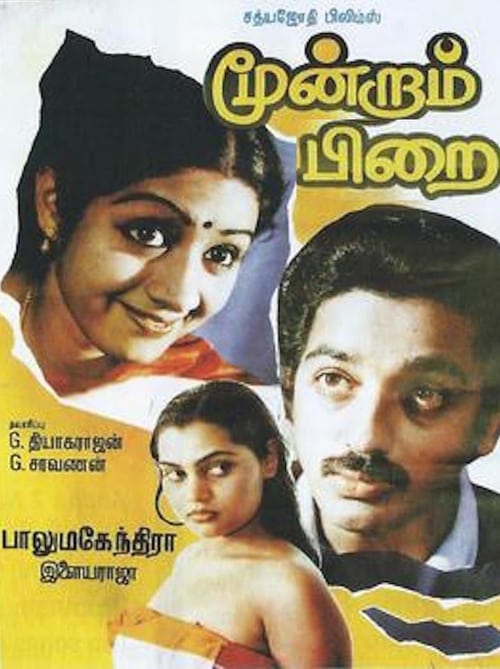 சத்யஜோதி பிலிம்ஸ்
மூன்றாம்
பிறை
தயாரிப்பு
G. தியாகராஜன்
G. சரவணன்
பாலுமகேந்திரா
இளையராஜா